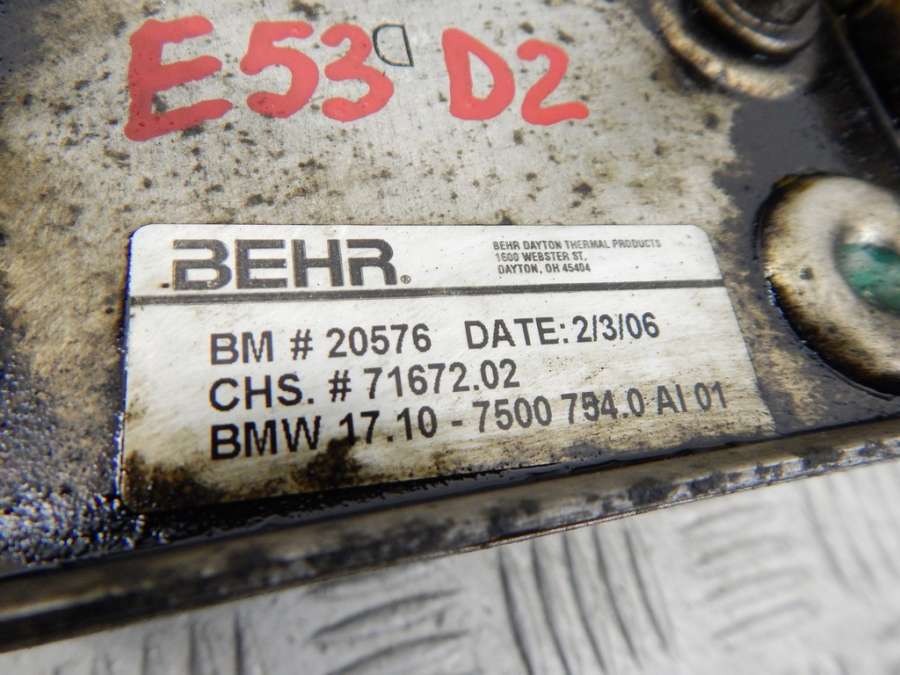 E53 D2
D
BEHR®
BEHR DAYTON THERMAL PRODUCTS
1600 WEBSTER ST,
DAYTON, OH 45404
BM # 20576 DATE: 2/3/06
CHS. # 71672.02
BMW 17.10 - 7500 754.0 AI 01